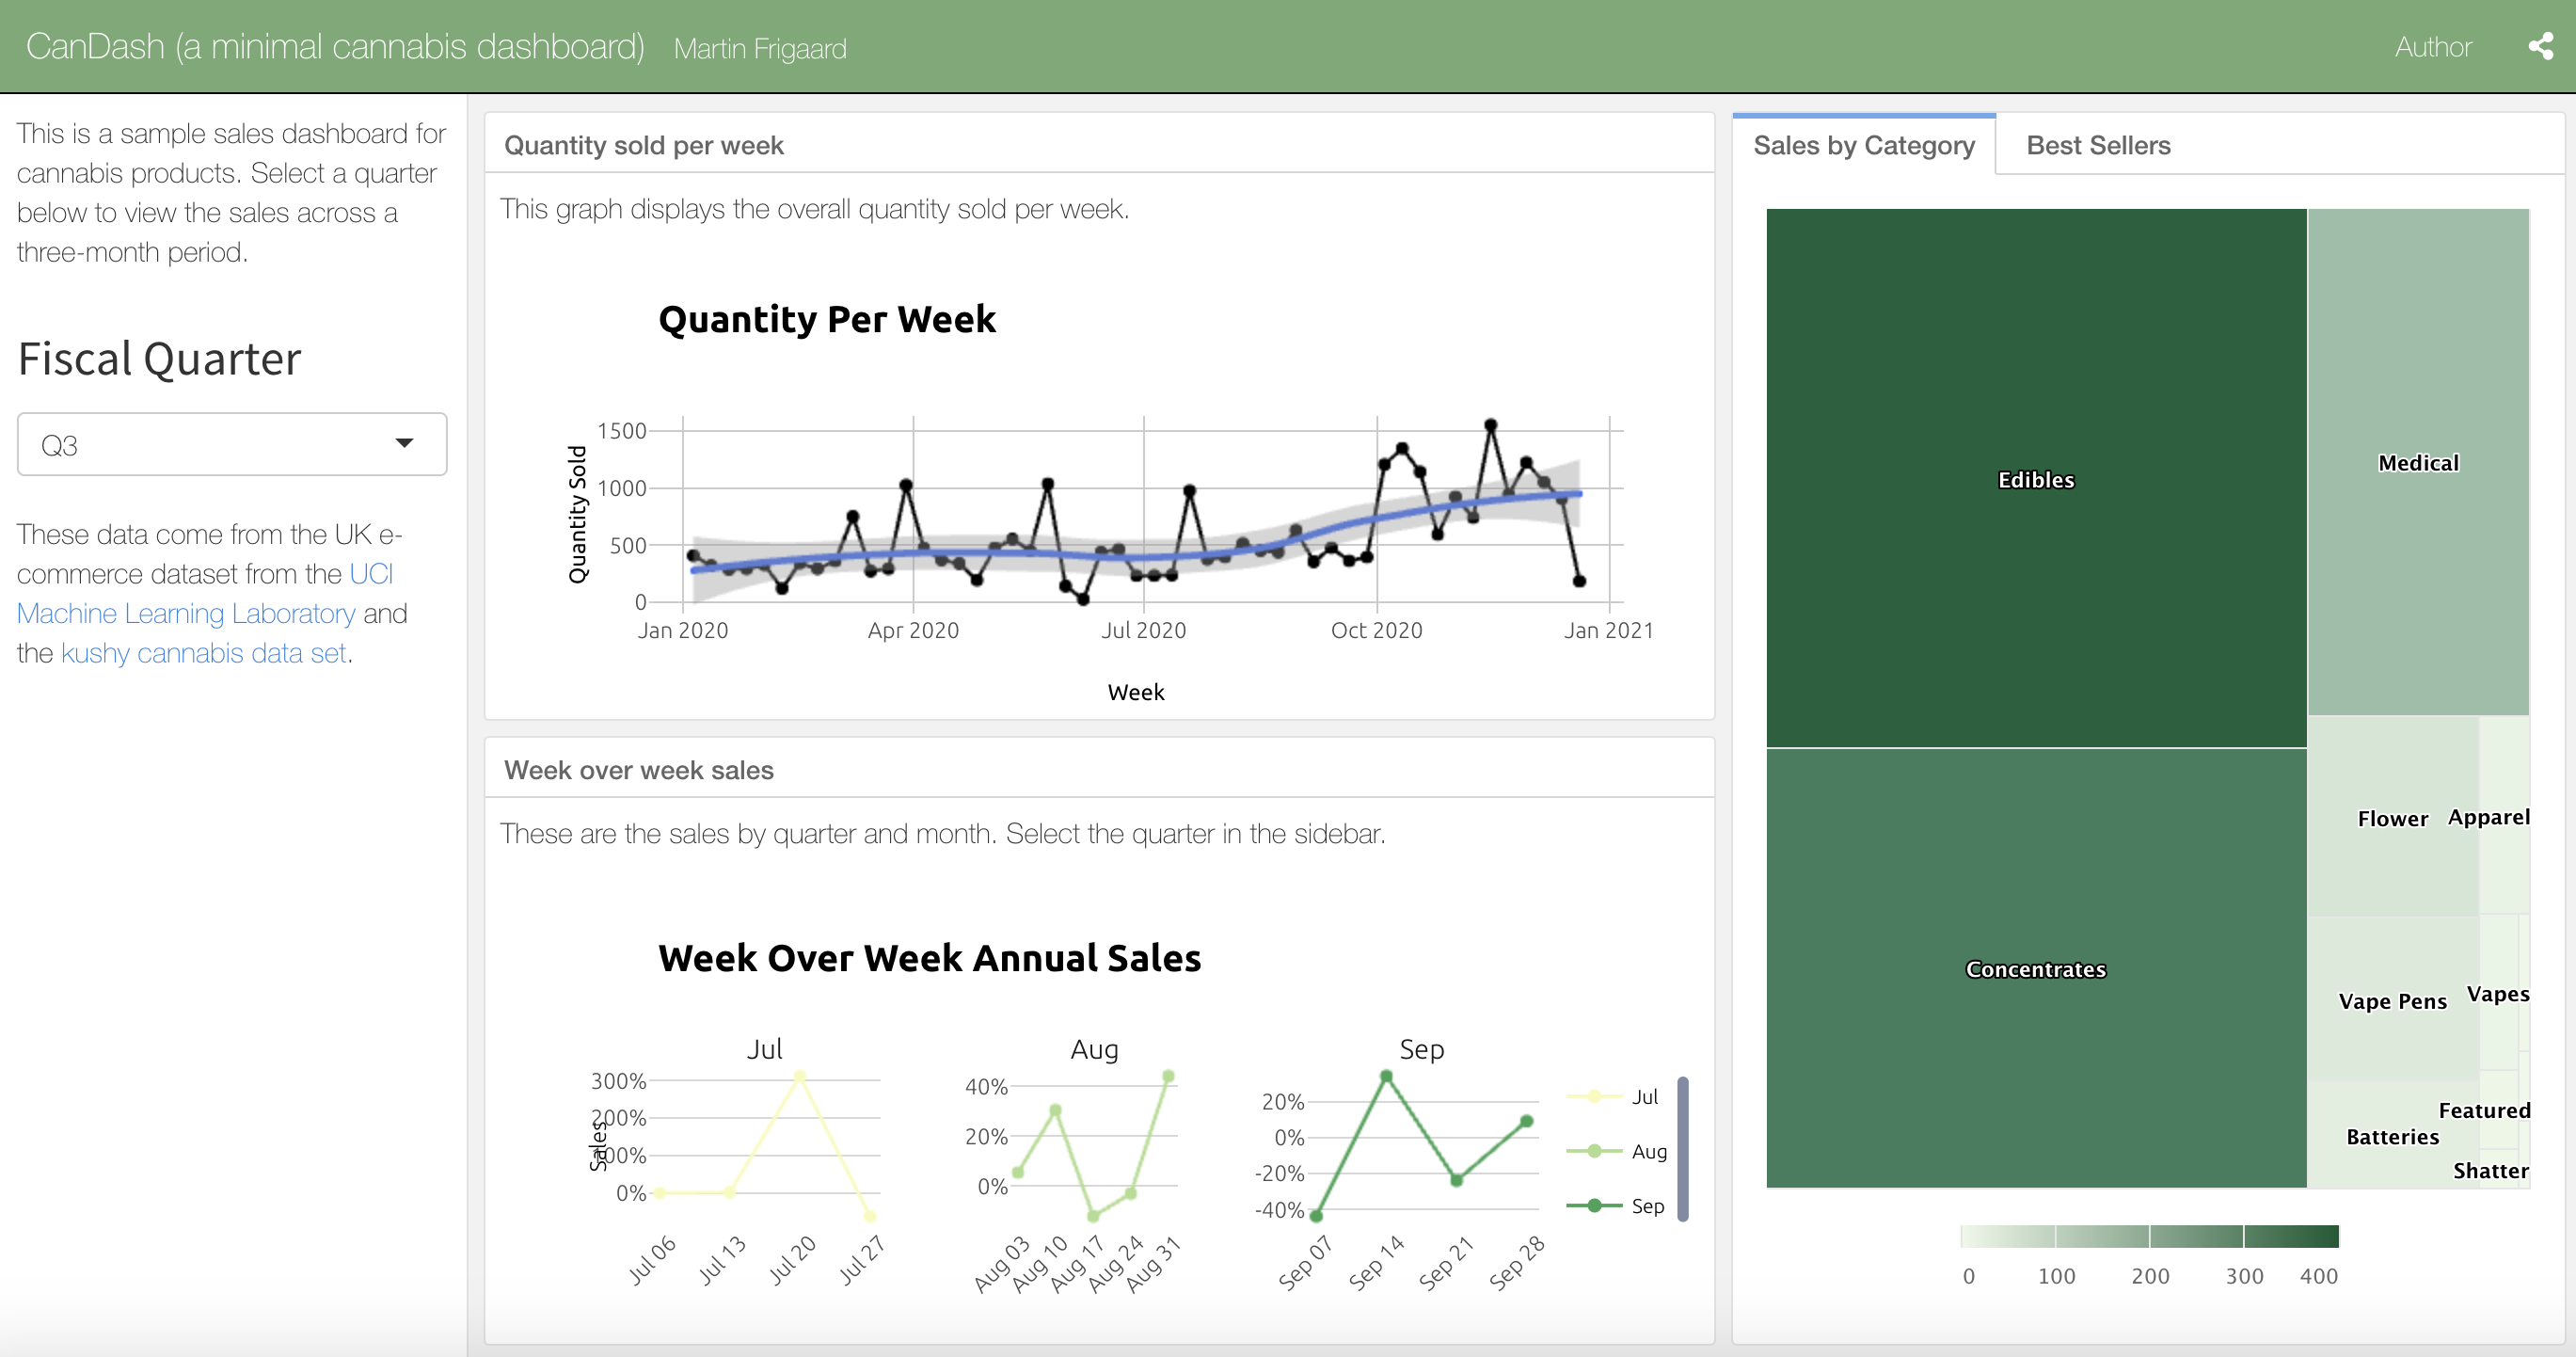 CanDash (a minimal cannabis dashboard) Martin Frigaard Author
This is a sample sales dashboard for
cannabis products. Select a quarter
below to view the sales across a
three-month period.
Fiscal Quarter
Q3
These data come from the UK e-
commerce dataset from the UCI
Machine Learning Laboratory and
the kushy cannabis data set.
Quantity sold per week
This graph displays the overall quantity sold per week.
Quantity Per Week
Quantity Sold
1500
1000
500
0
Jan 2020 Apr 2020 Jul 2020 Oct 2020 Jan 2021
Week
Week over week sales
These are the sales by quarter and month. Select the quarter in the sidebar.
Week Over Week Annual Sales
Sales
Jul
300%
200%
100%
0%
Jul 06 Jul 13 Jul 20 Jul 27
Aug
40%
20%
0%
Aug 03 Aug 10 Aug 17 Aug 24 Aug 31
Sep
20%
0%
-20%
-40%
Sep 07 Sep 14 Sep 21 Sep 28
Jul
Aug
Sep
Sales by Category Best Sellers
Edibles
Medical
Concentrates
Flower Apparel
Vape Pens Vapes
Featured
Batteries
Shatter
0 100 200 300 400